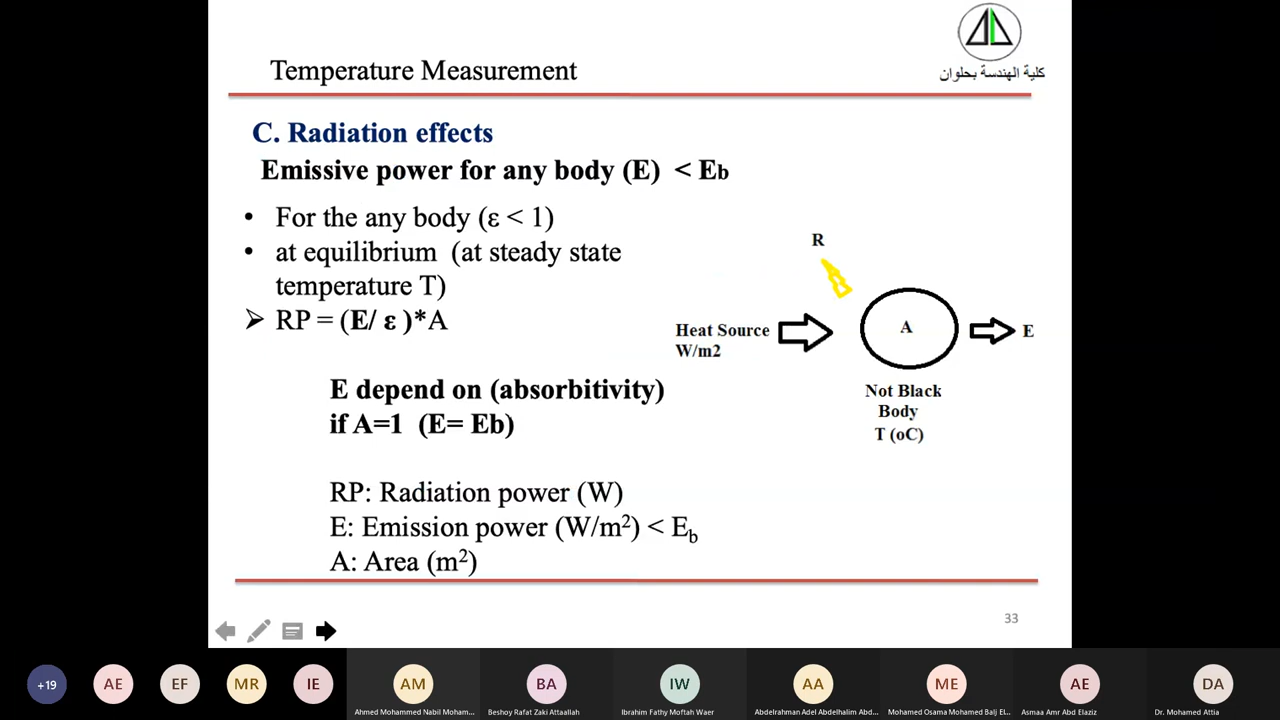 كلية الهندسة بحلوان
Temperature Measurement
C. Radiation effects
Emissive power for any body (E) < Eb
• For the any body (ε < 1)
• at equilibrium (at steady state
temperature T)
➢ RP = (E/ ε )*A
E depend on (absorbitivity)
if A=1 (E= Eb)
RP: Radiation power (W)
E: Emission power (W/m²) < Eb
A: Area (m²)
R
Heat Source
W/m2
A
E
Not Black
Body
T (oC)
33
+19
AE
EF
MR
IE
AM
BA
IW
AA
ME
AE
DA
Ahmed Mohammed Nabil Moham...
Beshoy Rafat Zaki Attaallah
Ibrahim Fathy Moftah Waer
Abdelrahman Adel Abdelhalim Abd...
Mohamed Osama Mohamed Balj El...
Asmaa Amr Abd Elaziz
Dr. Mohamed Attia